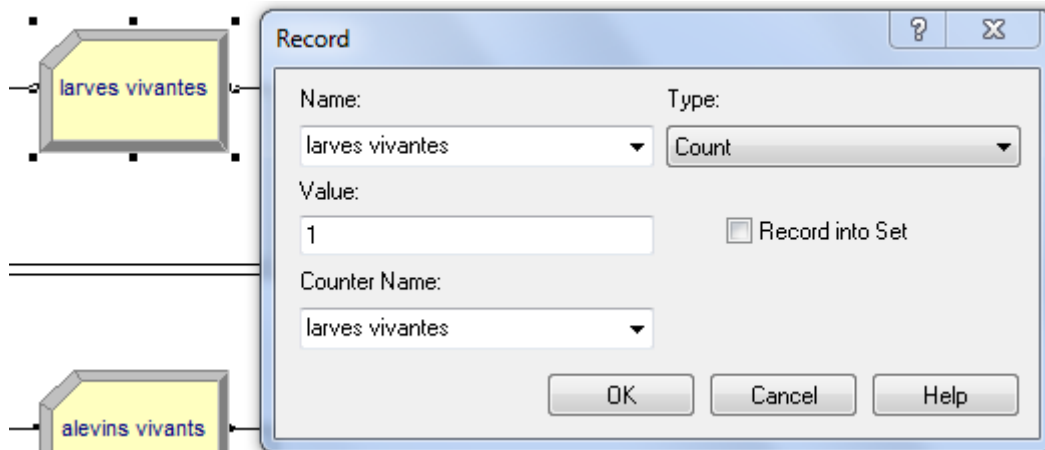 larves vivantes
Record
Name:
Type:
larves vivantes
Count
Value:
1
Record into Set
Counter Name:
larves vivantes
OK
Cancel
Help
alevins vivants